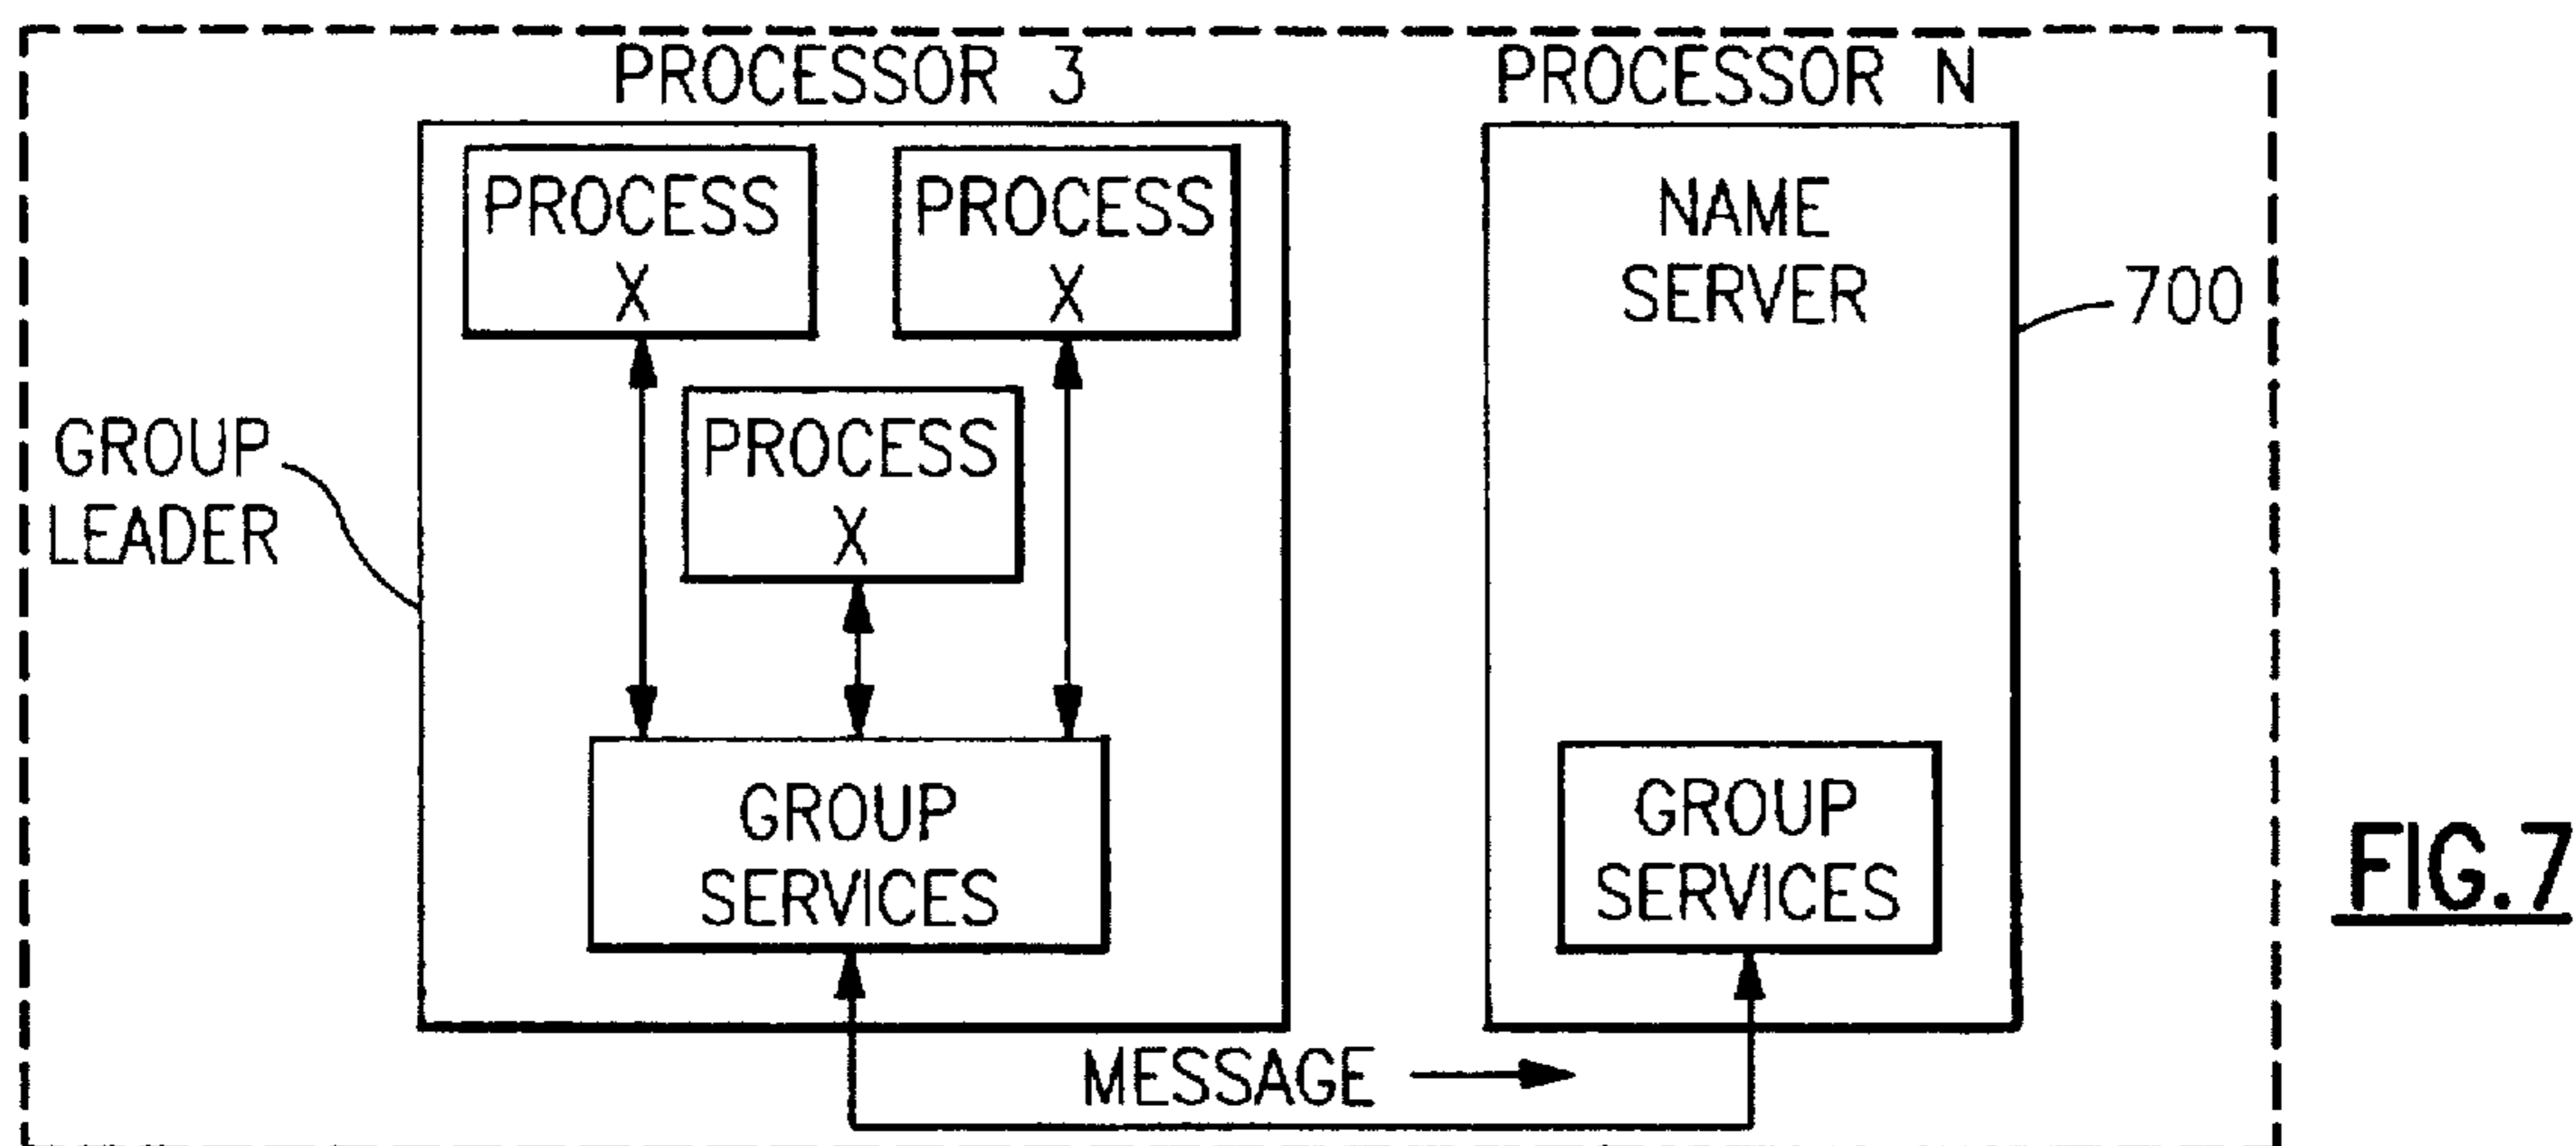 PROCESSOR 3
PROCESSOR N
PROCESS
X
PROCESS
X
NAME
SERVER
700
GROUP
LEADER
PROCESS
X
GROUP
SERVICES
GROUP
SERVICES
FIG.7
MESSAGE